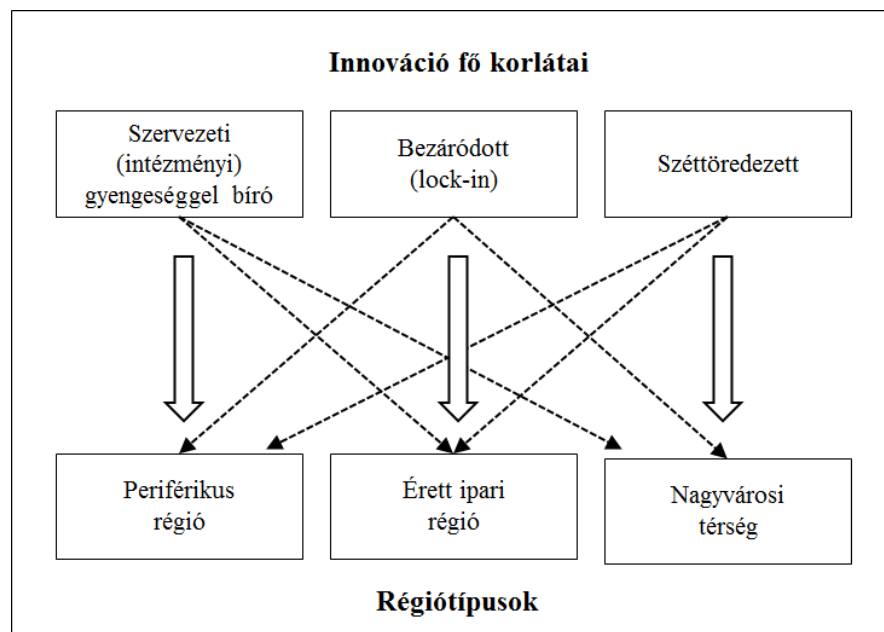 Innováció fő korlátai
Szervezeti
(intézményi)
gyengeséggel bíró
Bezáródott
(lock-in)
Széttöredezett
Periférikus
régió
Érett ipari
régió
Nagyvárosi
térség
Régiótípusok